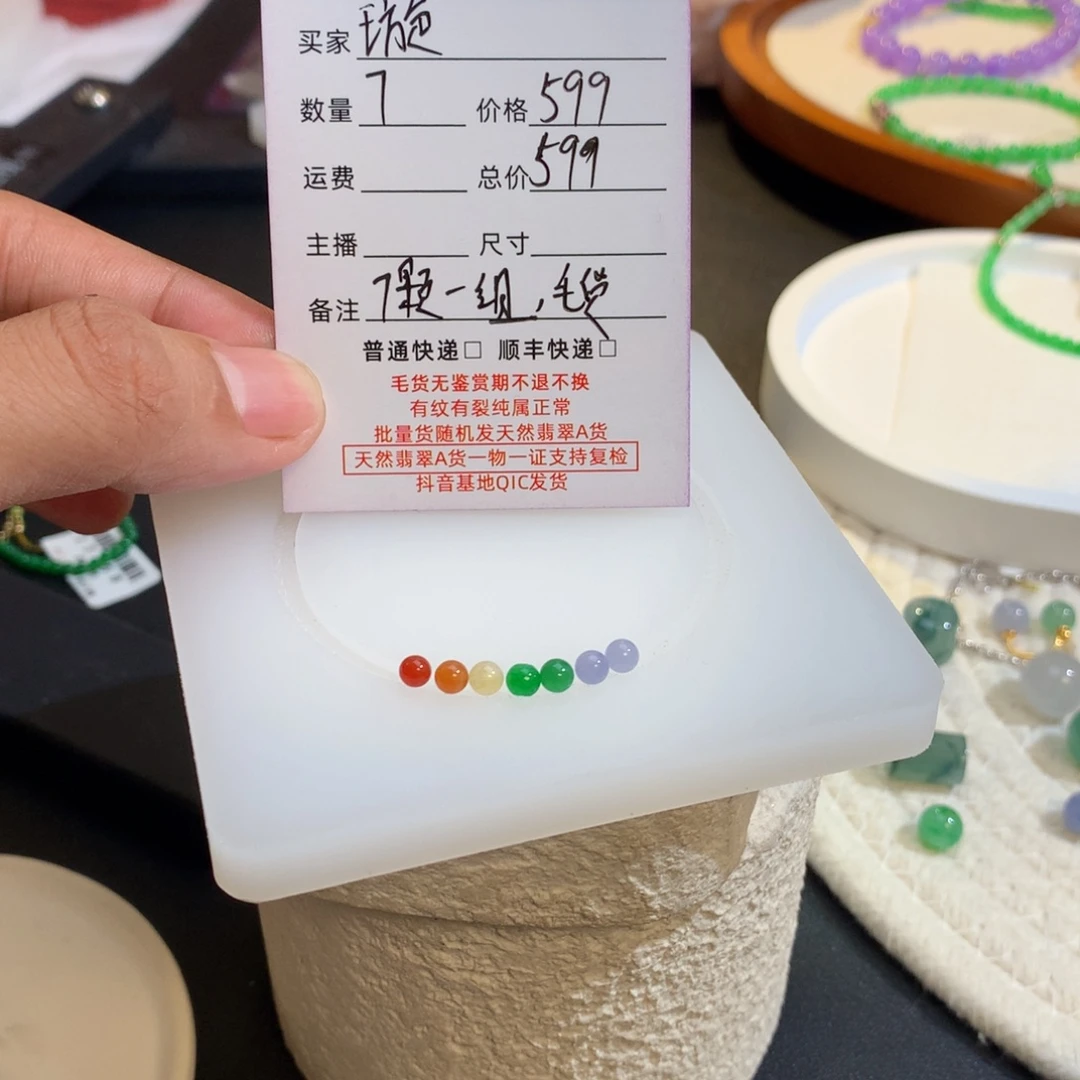 买家
数量 7 价格 599
运费 总价 599
主播 尺寸
备注 7颗一组，毛货
普通快递□ 顺丰快递□
毛货无鉴赏期不退不换
有纹有裂纯属正常
批量货随机发天然翡翠A货
天然翡翠A货一物一证支持复检
抖音基地QIC发货